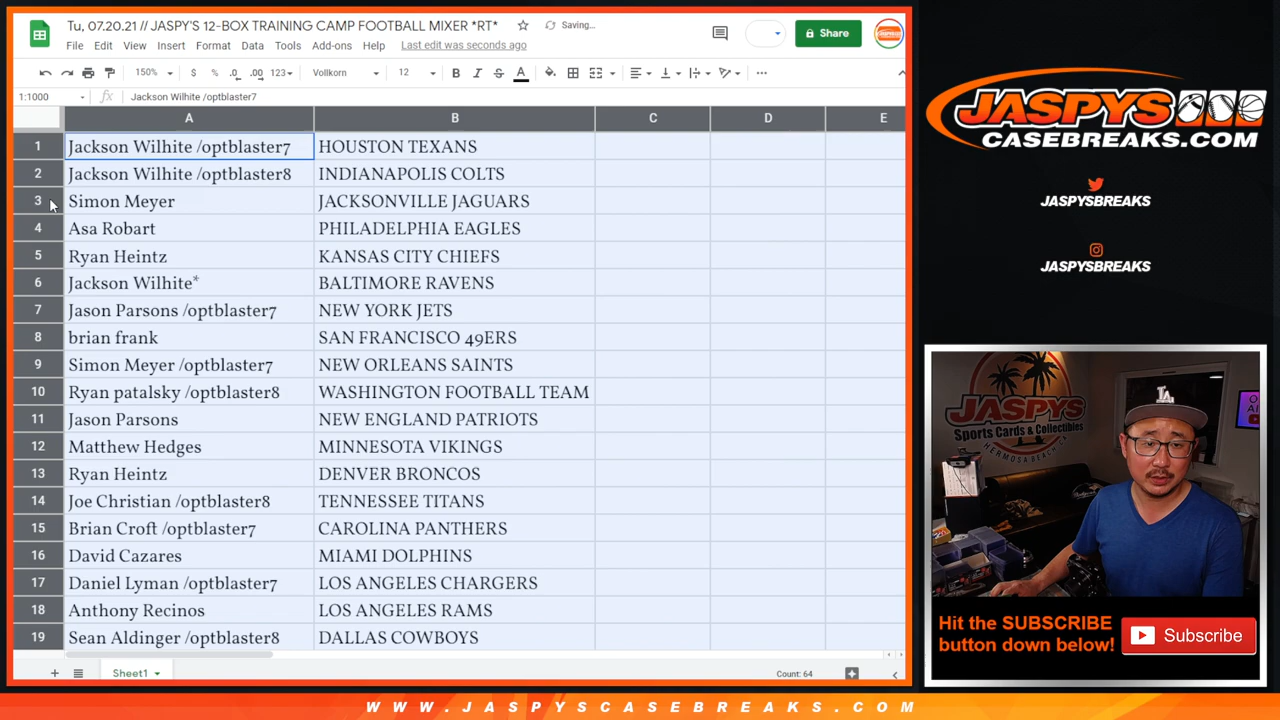 Tu, 07.20.21 // JASPY'S 12-BOX TRAINING CAMP FOOTBALL MIXER *RT*
Saving...
Share
File Edit View Insert Format Data Tools Add-ons Help Last edit was seconds ago
150% $ % .0 .00 123 Vollkorn 12 B I S A
1:1000 fx Jackson Wilhite /optblaster7
A B C D E
1 Jackson Wilhite /optblaster7 HOUSTON TEXANS
2 Jackson Wilhite /optblaster8 INDIANAPOLIS COLTS
3 Simon Meyer JACKSONVILLE JAGUARS
4 Asa Robart PHILADELPHIA EAGLES
5 Ryan Heintz KANSAS CITY CHIEFS
6 Jackson Wilhite* BALTIMORE RAVENS
7 Jason Parsons /optblaster7 NEW YORK JETS
8 brian frank SAN FRANCISCO 49ERS
9 Simon Meyer /optblaster7 NEW ORLEANS SAINTS
10 Ryan patalsky /optblaster8 WASHINGTON FOOTBALL TEAM
11 Jason Parsons NEW ENGLAND PATRIOTS
12 Matthew Hedges MINNESOTA VIKINGS
13 Ryan Heintz DENVER BRONCOS
14 Joe Christian /optblaster8 TENNESSEE TITANS
15 Brian Croft /optblaster7 CAROLINA PANTHERS
16 David Cazares MIAMI DOLPHINS
17 Daniel Lyman /optblaster7 LOS ANGELES CHARGERS
18 Anthony Recinos LOS ANGELES RAMS
19 Sean Aldinger /optblaster8 DALLAS COWBOYS
Sheet1
Count: 64
JASPYS
CASEBREAKS.COM
JASPYSBREAKS
JASPYSBREAKS
JASPYS
Sports Cards & Collectibles
HERMOSA BEACH
LA
Hit the SUBSCRIBE
button down below!
Subscribe
WWW.JASPYSCASEBREAKS.COM